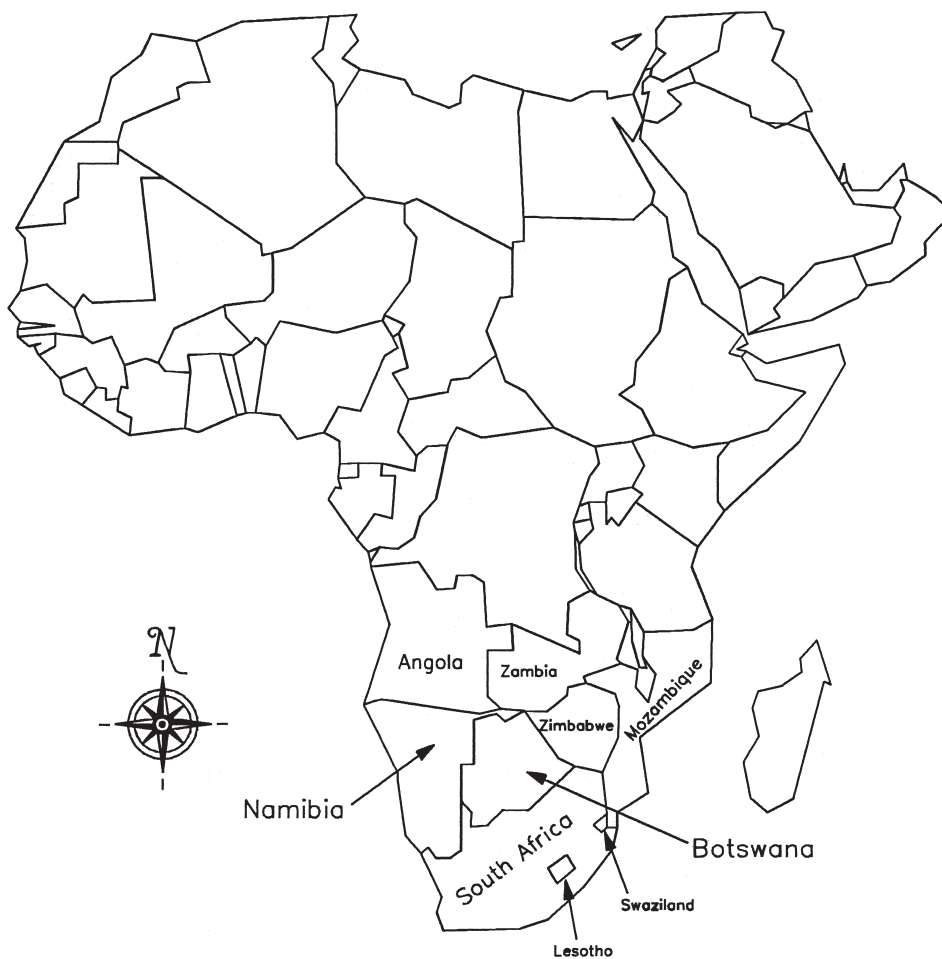 N
Angola
Zambia
Mozambique
Zimbabwe
Namibia
South Africa
Botswana
Swaziland
Lesotho